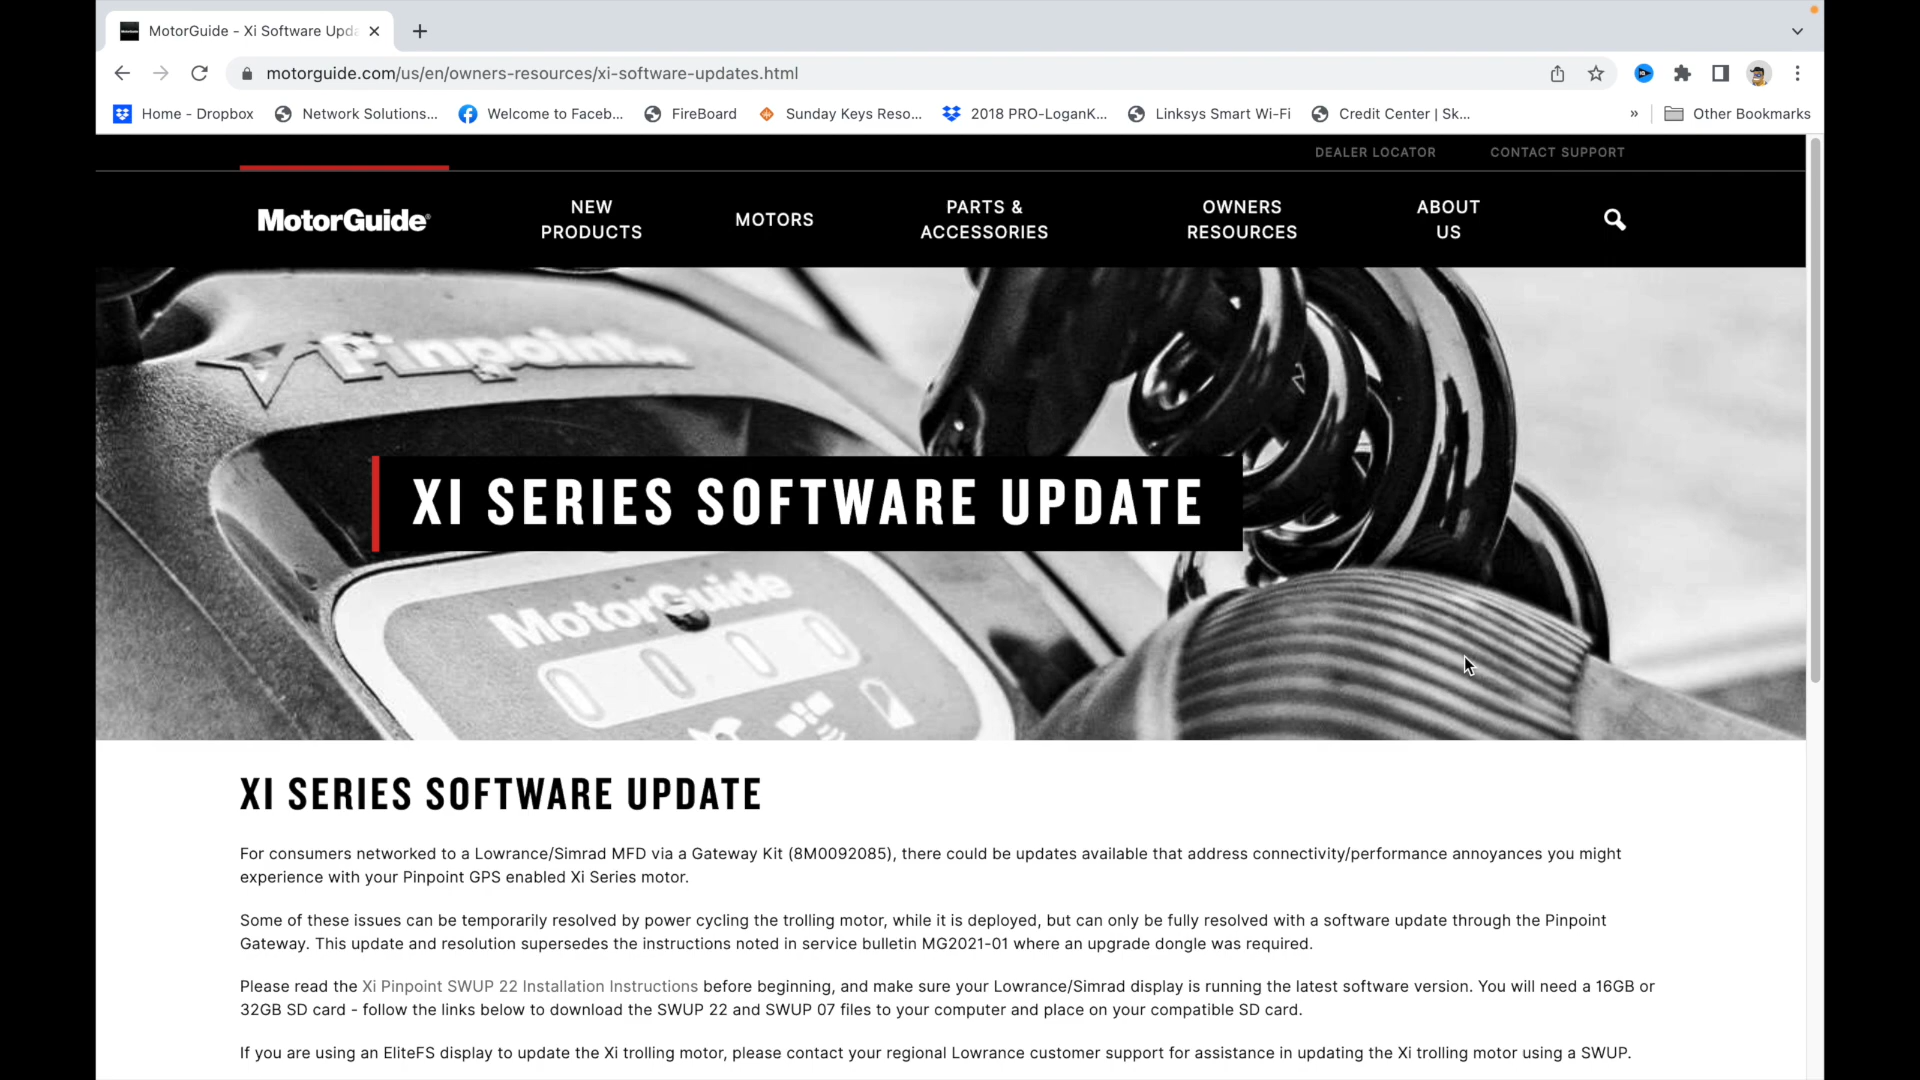 MotorGuide - Xi Software Upda
motorguide.com/us/en/owners-resources/xi-software-updates.html
Home - Dropbox Network Solutions... Welcome to Faceb... FireBoard Sunday Keys Reso... 2018 PRO-LoganK... Linksys Smart Wi-Fi Credit Center | Sk... » Other Bookmarks
DEALER LOCATOR CONTACT SUPPORT
MotorGuide®
NEW
PRODUCTS
MOTORS
PARTS &
ACCESSORIES
OWNERS
RESOURCES
ABOUT
US
Pinpoint
XI SERIES SOFTWARE UPDATE
MotorGuide
XI SERIES SOFTWARE UPDATE
For consumers networked to a Lowrance/Simrad MFD via a Gateway Kit (8M0092085), there could be updates available that address connectivity/performance annoyances you might
experience with your Pinpoint GPS enabled Xi Series motor.
Some of these issues can be temporarily resolved by power cycling the trolling motor, while it is deployed, but can only be fully resolved with a software update through the Pinpoint
Gateway. This update and resolution supersedes the instructions noted in service bulletin MG2021-01 where an upgrade dongle was required.
Please read the Xi Pinpoint SWUP 22 Installation Instructions before beginning, and make sure your Lowrance/Simrad display is running the latest software version. You will need a 16GB or
32GB SD card - follow the links below to download the SWUP 22 and SWUP 07 files to your computer and place on your compatible SD card.
If you are using an EliteFS display to update the Xi trolling motor, please contact your regional Lowrance customer support for assistance in updating the Xi trolling motor using a SWUP.